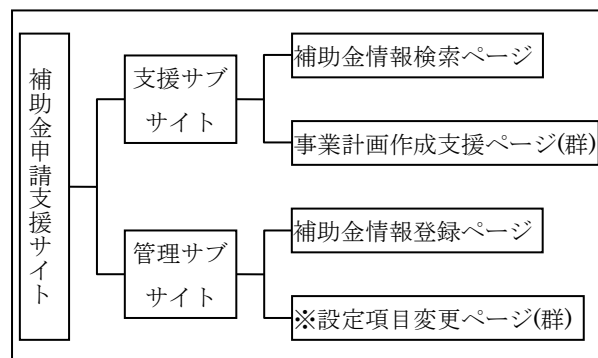 補助金申請支援サイト
支援サブ
サイト
補助金情報検索ページ
事業計画作成支援ページ(群)
管理サブ
サイト
補助金情報登録ページ
※設定項目変更ページ(群)